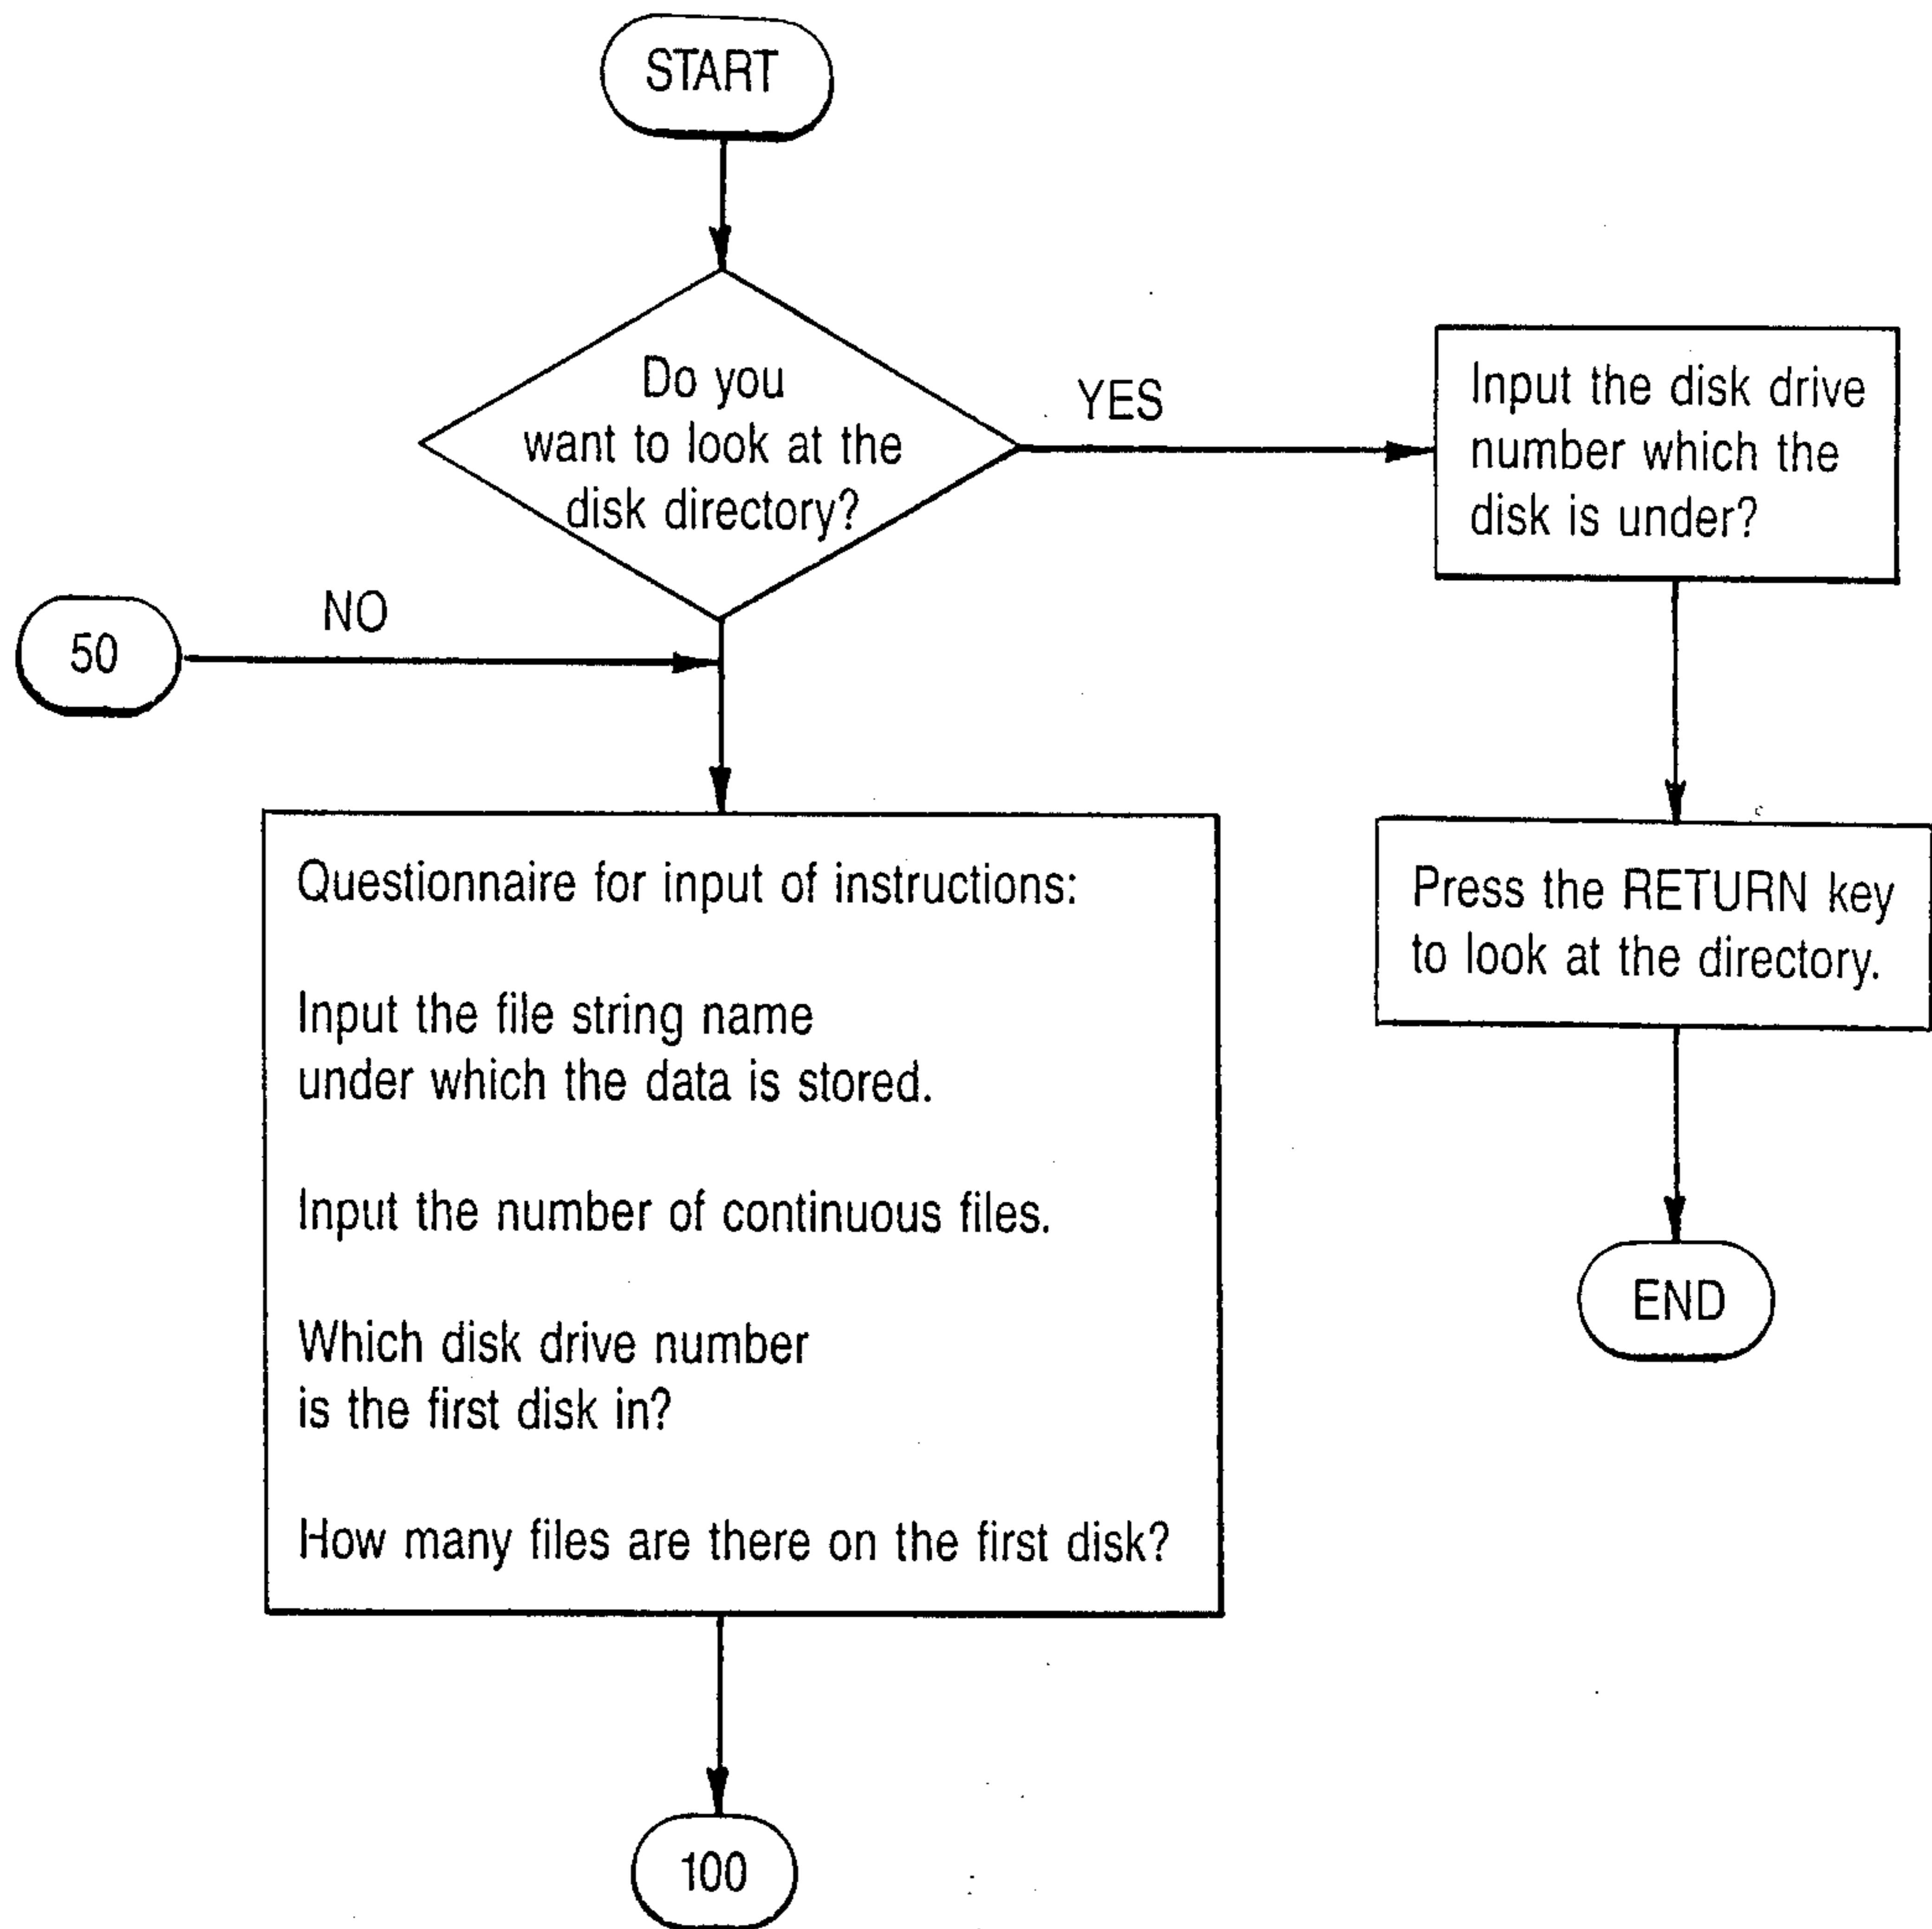 START
Do you
want to look at the
disk directory?
YES
Input the disk drive
number which the
disk is under?
NO
50
Press the RETURN key
to look at the directory.
END
Questionnaire for input of instructions:
Input the file string name
under which the data is stored.
Input the number of continuous files.
Which disk drive number
is the first disk in?
How many files are there on the first disk?
100